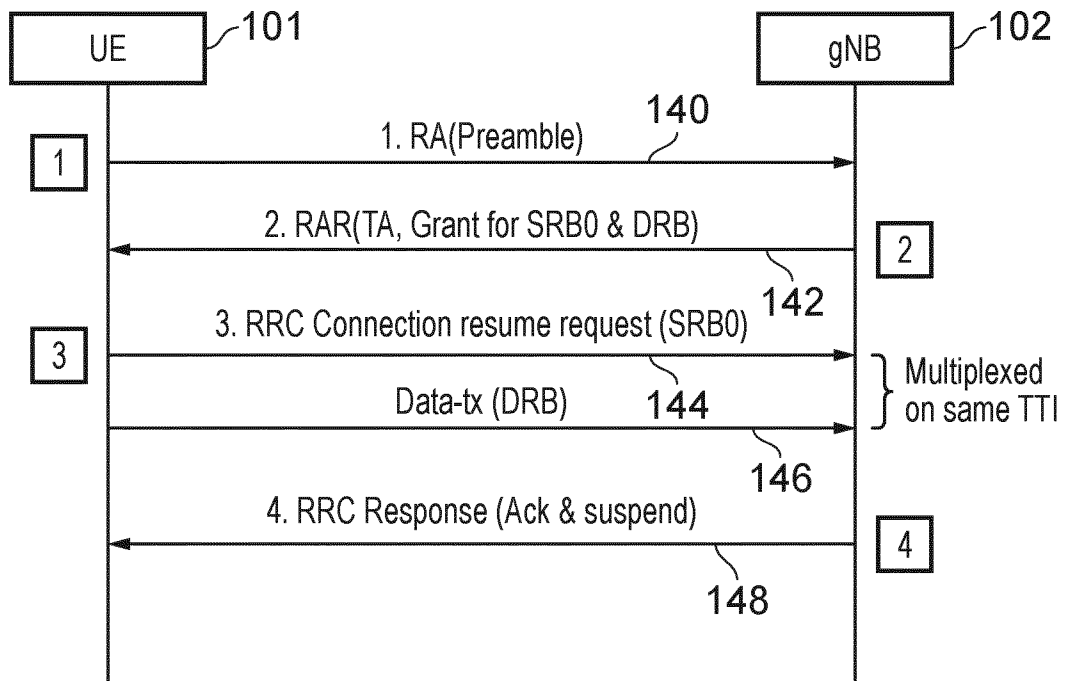 UE
101
gNB
102
1. RA(Preamble)
140
1
2. RAR(TA, Grant for SRB0 & DRB)
142
2
3. RRC Connection resume request (SRB0)
144
3
Data-tx (DRB)
146
Multiplexed
on same TTI
4. RRC Response (Ack & suspend)
148
4